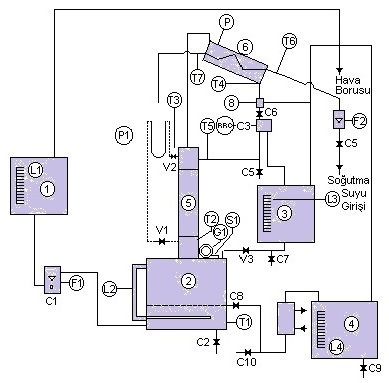 P
6
T6
T7
T4
T3
8
Hava
Borusu
P1
T5
RRC
C3
C6
F2
C5
V2
L1
1
C5
Soğutma
Suyu
Girişi
5
3
L3
V1
T2
S1
G1
V3
C7
F1
C1
L2
2
C8
T1
C2
C10
4
L4
C9